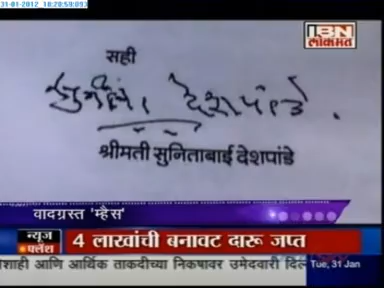 31-01-2012 18:20:59:093
IBN
लोकमत
सही
सुनीता देशपांडे.
श्रीमती सुनिताबाई देशपांडे
वादग्रस्त 'म्हैस'
न्यूज फ्लॅश
4 लाखांची बनावट दारू जप्त
शाही आणि आर्थिक ताकदीच्या निकषावर उमेदवारी दिल
Tue, 31 Jan